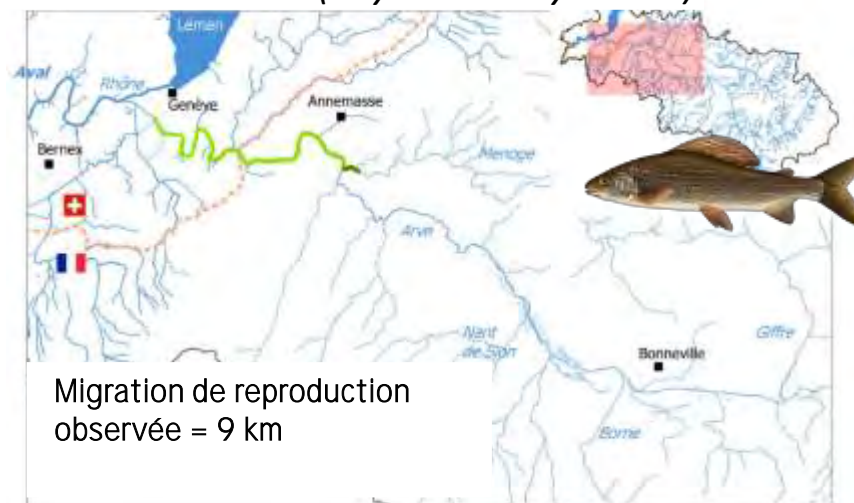 Léman
Aval
Rhône
Genève
Annemasse
Bernex
Menoge
Arve
Nant
de Sion
Giffre
Bonneville
Borne
Migration de reproduction
observée = 9 km